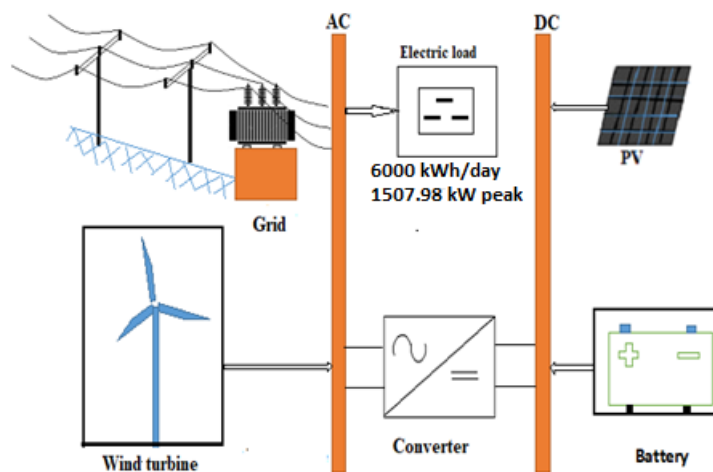 AC
DC
Electric load
6000 kWh/day
1507.98 kW peak
PV
Grid
Wind turbine
Converter
Battery